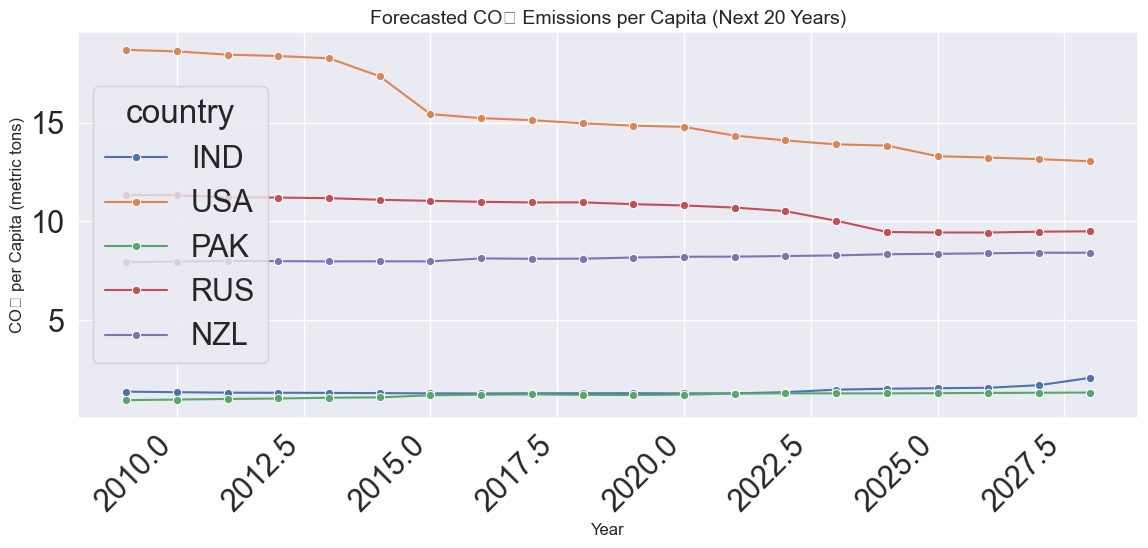 Forecasted CO▯ Emissions per Capita (Next 20 Years)
CO▯ per Capita (metric tons)
15
10
5
country
IND
USA
PAK
RUS
NZL
2010.0
2012.5
2015.0
2017.5
2020.0
2022.5
2025.0
2027.5
Year